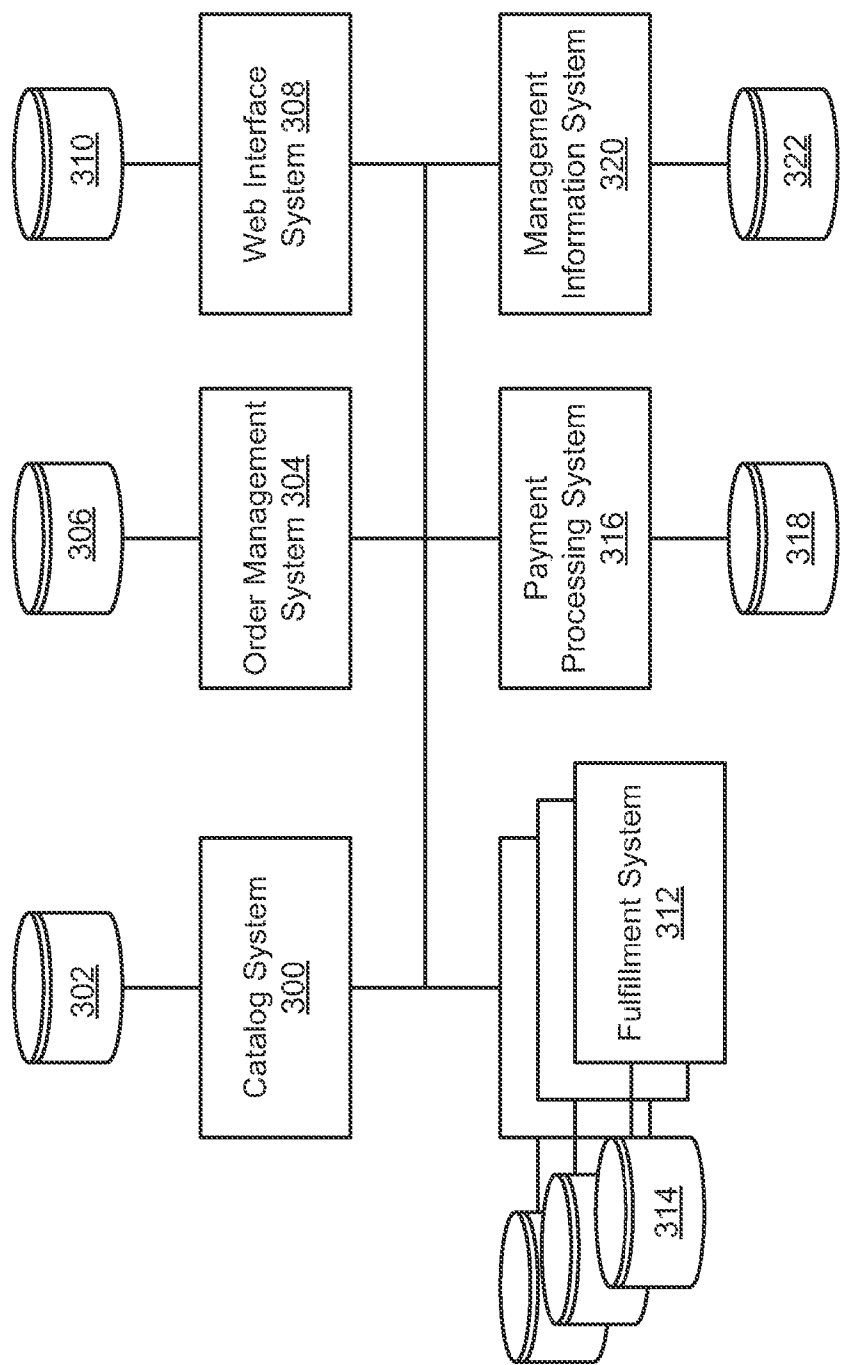 302
306
310
Catalog System
300
Order Management
System 304
Web Interface
System 308
Fulfillment System
312
314
Payment
Processing System
316
Management
Information System
320
318
322